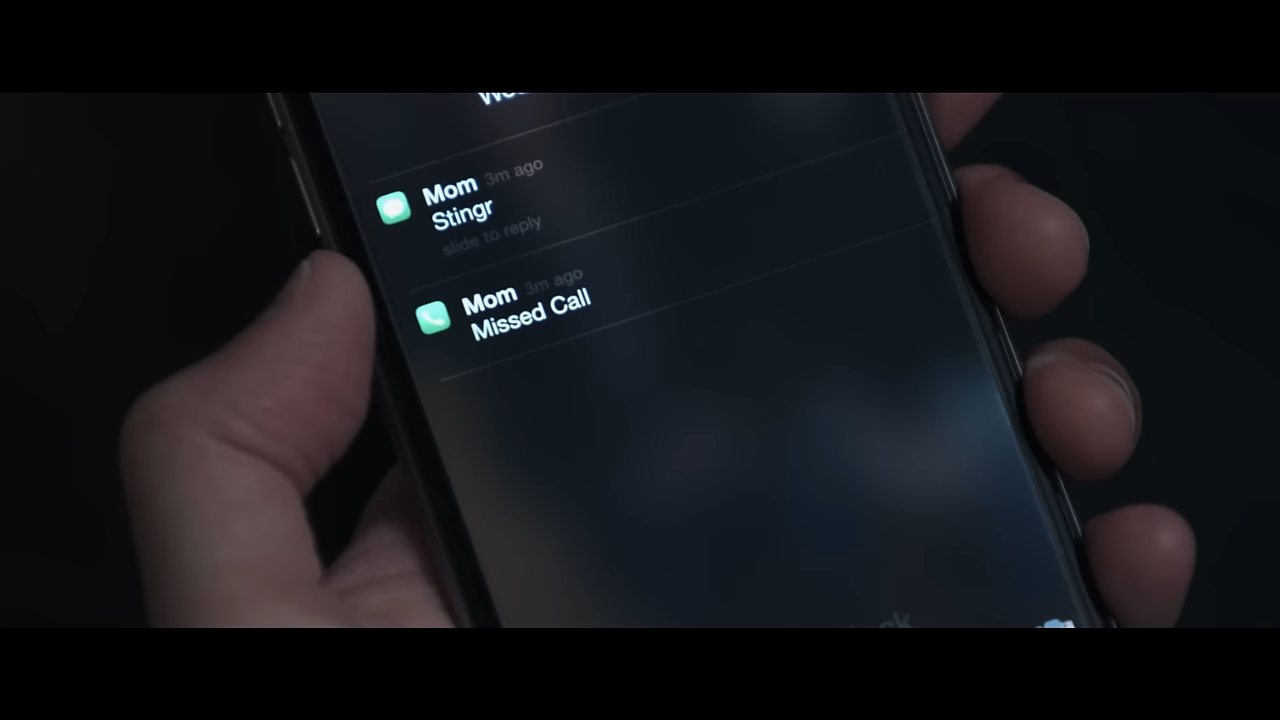 Mom 3m ago
Stingr
slide to reply
Mom 3m ago
Missed Call